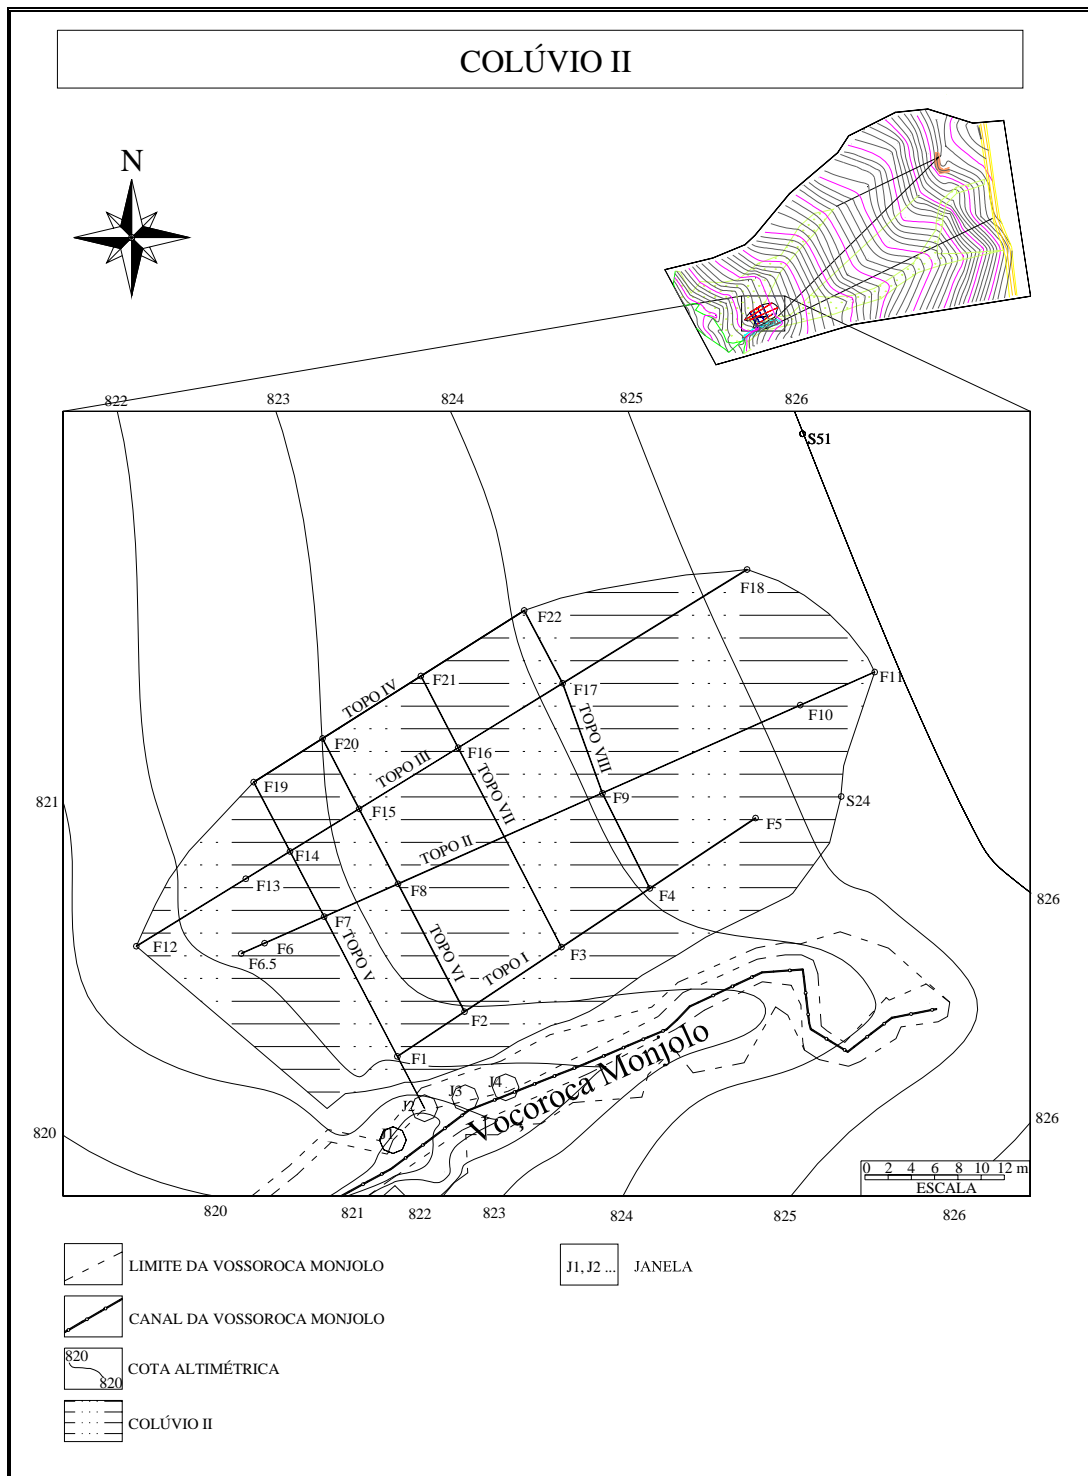 COLÚVIO II
N
822
823
824
825
826
S51
F18
F22
F11
F21
F17
TOPO IV
F10
F20
F16
TOPO III
TOPO VIII
F19
TOPO VII
F9
S24
821
F15
F5
TOPO II
F14
F13
F8
F4
826
F7
F12
F6
F6.5
TOPO V
TOPO VI
TOPO I
F3
F2
F1
Voçoroca Monjolo
J4
J3
J2
J1
820
826
0 2 4 6 8 10 12 m
ESCALA
820
821
822
823
824
825
826
LIMITE DA VOSSOROCA MONJOLO
J1, J2 ... JANELA
CANAL DA VOSSOROCA MONJOLO
820
820
COTA ALTIMÉTRICA
COLÚVIO II